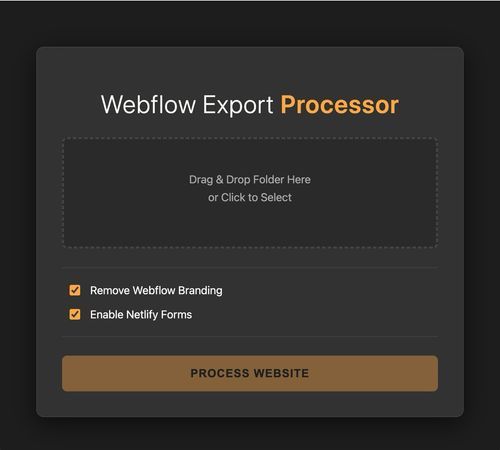 Webflow Export Processor
Drag & Drop Folder Here
or Click to Select
Remove Webflow Branding
Enable Netlify Forms
PROCESS WEBSITE